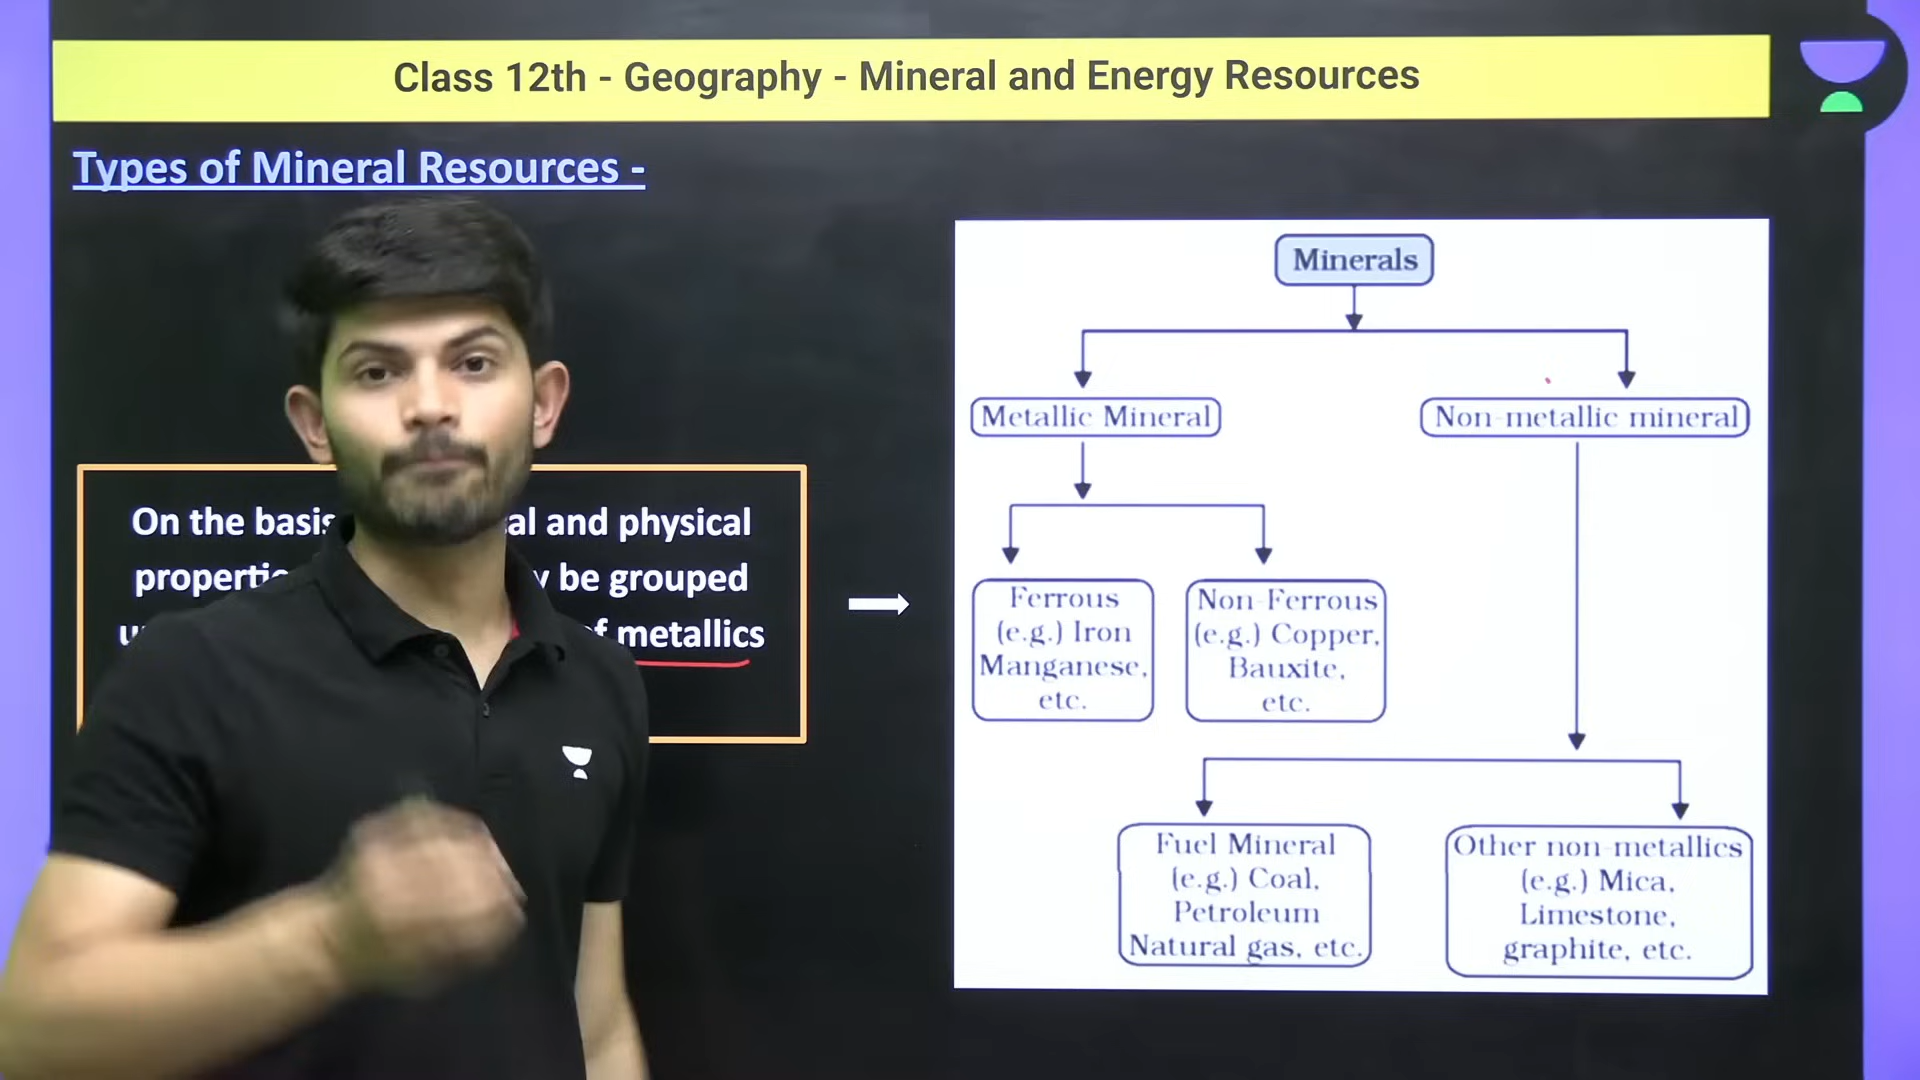 Class 12th - Geography - Mineral and Energy Resources
Types of Mineral Resources -
On the basis and physical
be grouped
metallics
Minerals
Metallic Mineral
Non-metallic mineral
Ferrous
(e.g.) Iron
Manganese,
etc.
Non-Ferrous
(e.g.) Copper,
Bauxite,
etc.
Fuel Mineral
(e.g.) Coal,
Petroleum
Natural gas, etc.
Other non-metallics
(e.g.) Mica,
Limestone,
graphite, etc.